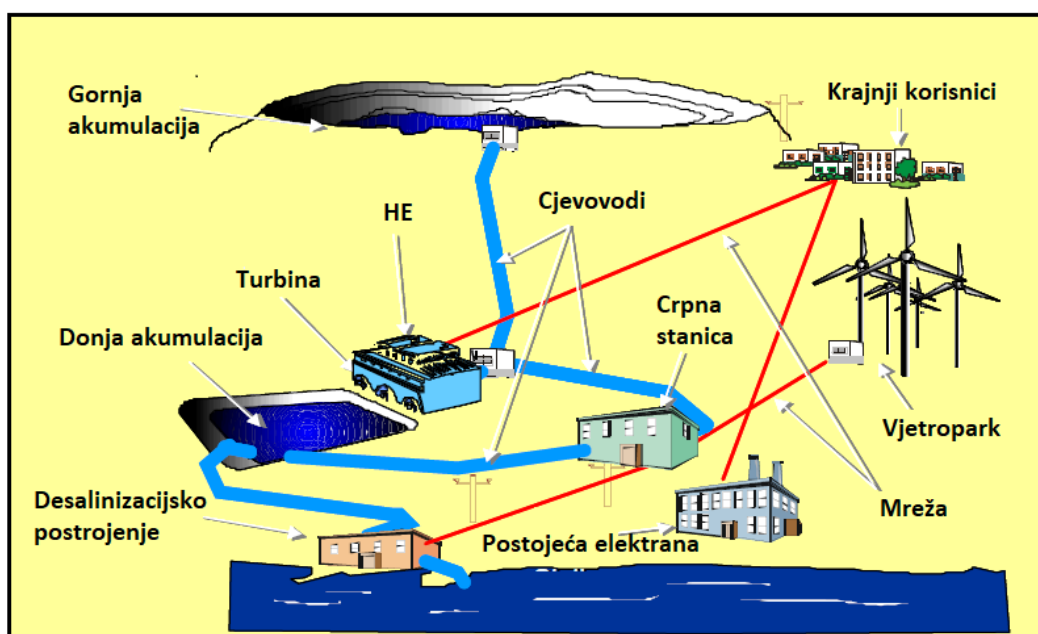 Gornja
akumulacija
Krajnji korisnici
HE
Cjevovodi
Turbina
Crpna
stanica
Donja akumulacija
Vjetropark
Desalinizacijsko
postrojenje
Postojeća elektrana
Mreža